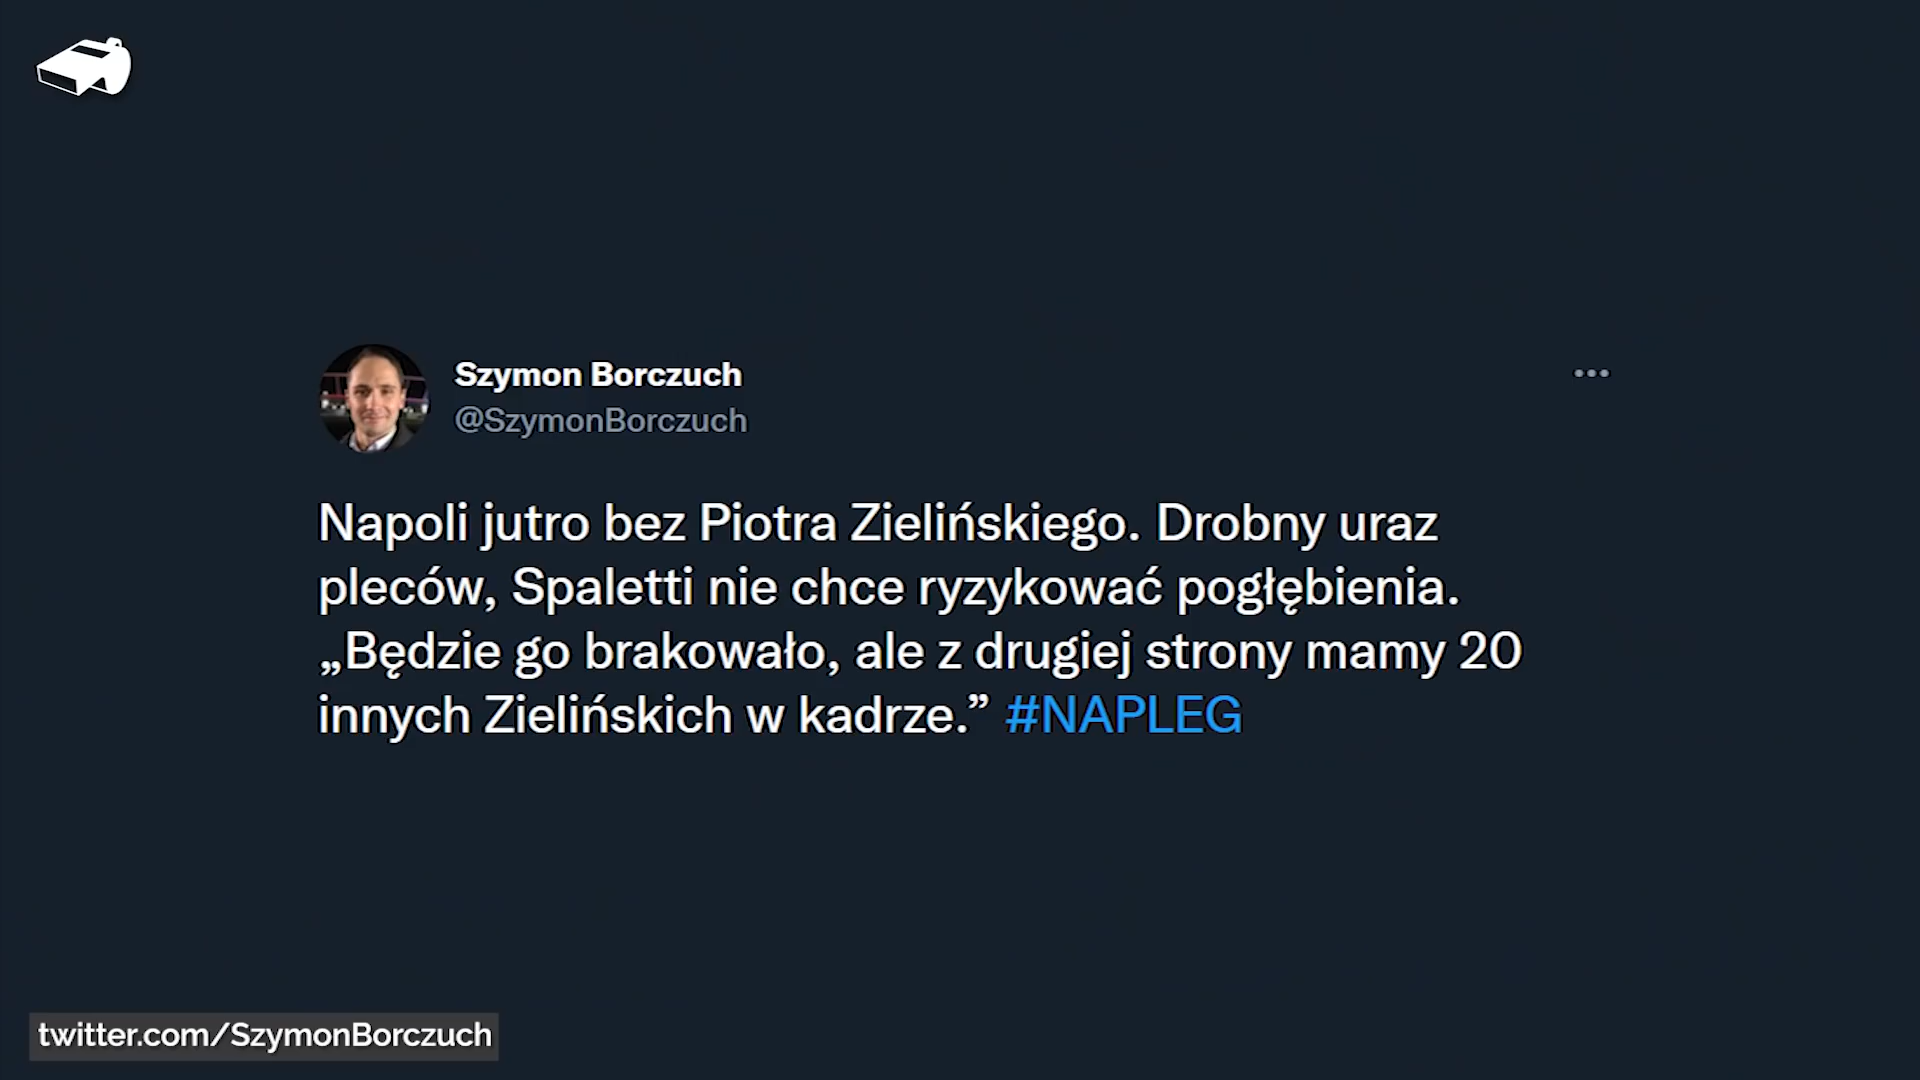 Szymon Borczuch
@SzymonBorczuch
Napoli jutro bez Piotra Zielińskiego. Drobny uraz
pleców, Spaletti nie chce ryzykować pogłębienia.
„Będzie go brakowało, ale z drugiej strony mamy 20
innych Zielińskich w kadrze.” #NAPLEG
twitter.com/SzymonBorczuch